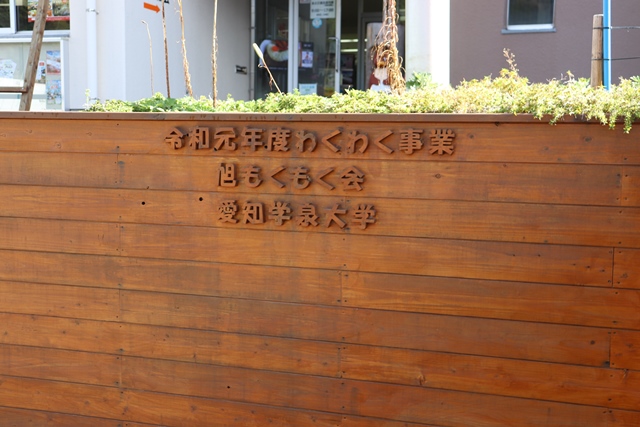 令和元年度わくわく事業
旭もくもく会
愛知学泉大学